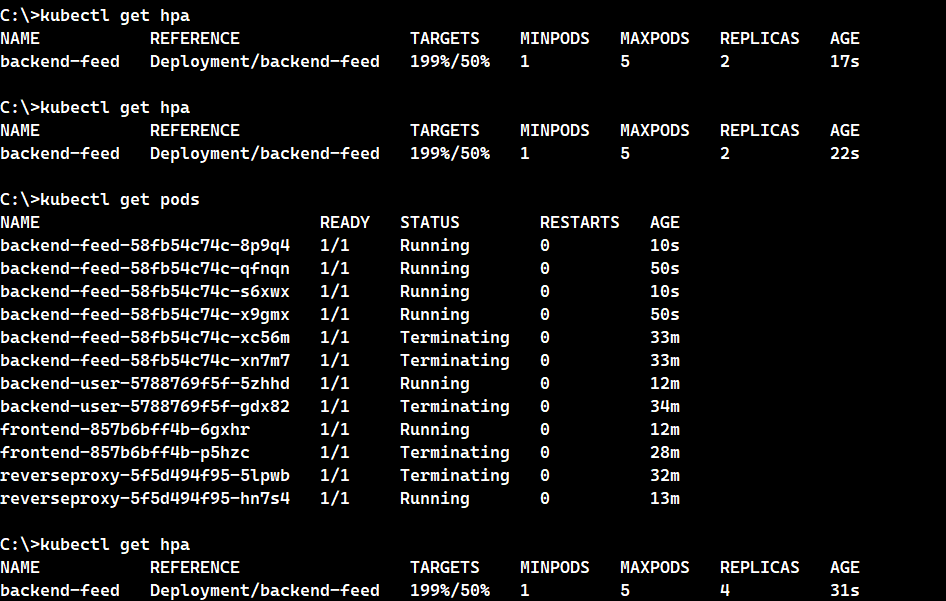 C:\>kubectl get hpa
NAME REFERENCE TARGETS MINPODS MAXPODS REPLICAS AGE
backend-feed Deployment/backend-feed 199%/50% 1 5 2 17s
C:\>kubectl get hpa
NAME REFERENCE TARGETS MINPODS MAXPODS REPLICAS AGE
backend-feed Deployment/backend-feed 199%/50% 1 5 2 22s
C:\>kubectl get pods
NAME READY STATUS RESTARTS AGE
backend-feed-58fb54c74c-8p9q4 1/1 Running 0 10s
backend-feed-58fb54c74c-qfnqn 1/1 Running 0 50s
backend-feed-58fb54c74c-s6xwx 1/1 Running 0 10s
backend-feed-58fb54c74c-x9gmx 1/1 Running 0 50s
backend-feed-58fb54c74c-xc56m 1/1 Terminating 0 33m
backend-feed-58fb54c74c-xn7m7 1/1 Terminating 0 33m
backend-user-5788769f5f-5zhhd 1/1 Running 0 12m
backend-user-5788769f5f-gdx82 1/1 Terminating 0 34m
frontend-857b6bff4b-6gxhr 1/1 Running 0 12m
frontend-857b6bff4b-p5hzc 1/1 Terminating 0 28m
reverseproxy-5f5d494f95-5lpwb 1/1 Terminating 0 32m
reverseproxy-5f5d494f95-hn7s4 1/1 Running 0 13m
C:\>kubectl get hpa
NAME REFERENCE TARGETS MINPODS MAXPODS REPLICAS AGE
backend-feed Deployment/backend-feed 199%/50% 1 5 4 31s